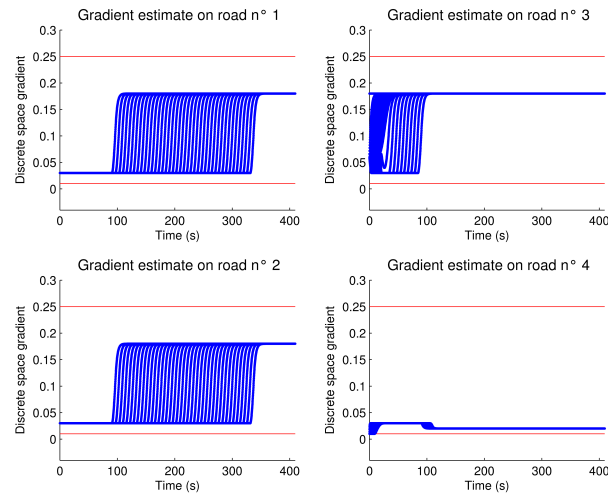 Gradient estimate on road n° 1
Discrete space gradient
0.3
0.25
0.2
0.15
0.1
0.05
0
0 100 200 300 400
Time (s)
Gradient estimate on road n° 3
Discrete space gradient
0.3
0.25
0.2
0.15
0.1
0.05
0
0 100 200 300 400
Time (s)
Gradient estimate on road n° 2
Discrete space gradient
0.3
0.25
0.2
0.15
0.1
0.05
0
0 100 200 300 400
Time (s)
Gradient estimate on road n° 4
Discrete space gradient
0.3
0.25
0.2
0.15
0.1
0.05
0
0 100 200 300 400
Time (s)